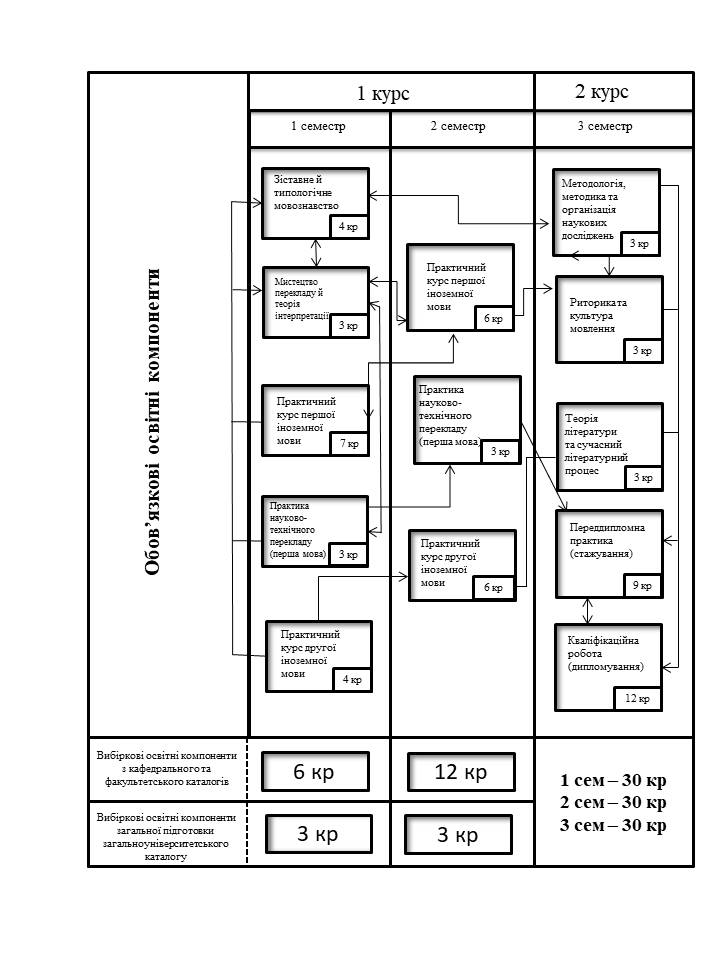 1 курс
2 курс
1 семестр
2 семестр
3 семестр
Обов’язкові освітні компоненти
Зіставне й
типологічне
мовознавство
4 кр
Мистецтво
перекладу й
теорія
інтерпретації
3 кр
Практичний
курс першої
іноземної
мови
7 кр
Практика
науково-
технічного
перекладу
(перша мова)
3 кр
Практичний
курс другої
іноземної
мови
4 кр
Практичний
курс першої
іноземної
мови
6 кр
Практика
науково-
технічного
перекладу
(перша мова)
3 кр
Практичний
курс другої
іноземної
мови
6 кр
Методологія,
методика та
організація
наукових
досліджень
3 кр
Риторика та
культура
мовлення
3 кр
Теорія
літератури
та сучасний
літературний
процес
3 кр
Переддипломна
практика
(стажування)
9 кр
Кваліфікаційна
робота
(дипломування)
12 кр
Вибіркові освітні компоненти
з кафедрального та
факультетського каталогів
6 кр
12 кр
Вибіркові освітні компоненти
загальної підготовки
загальноуніверситетського
каталогу
3 кр
3 кр
1 сем – 30 кр
2 сем – 30 кр
3 сем – 30 кр